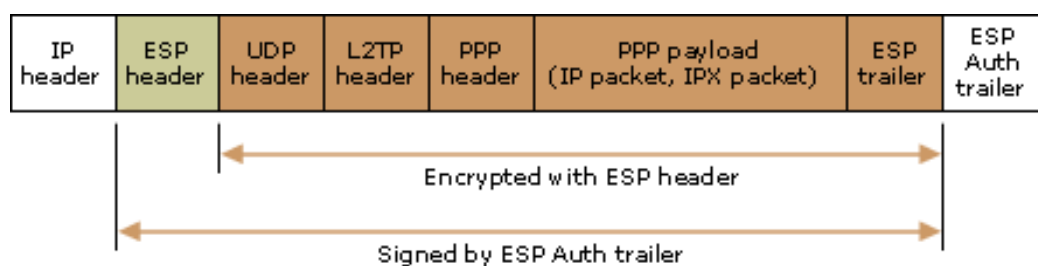 IP
header
ESP
header
UDP
header
L2TP
header
PPP
header
PPP payload
(IP packet, IPX packet)
ESP
trailer
ESP
Auth
trailer
Encrypted with ESP header
Signed by ESP Auth trailer